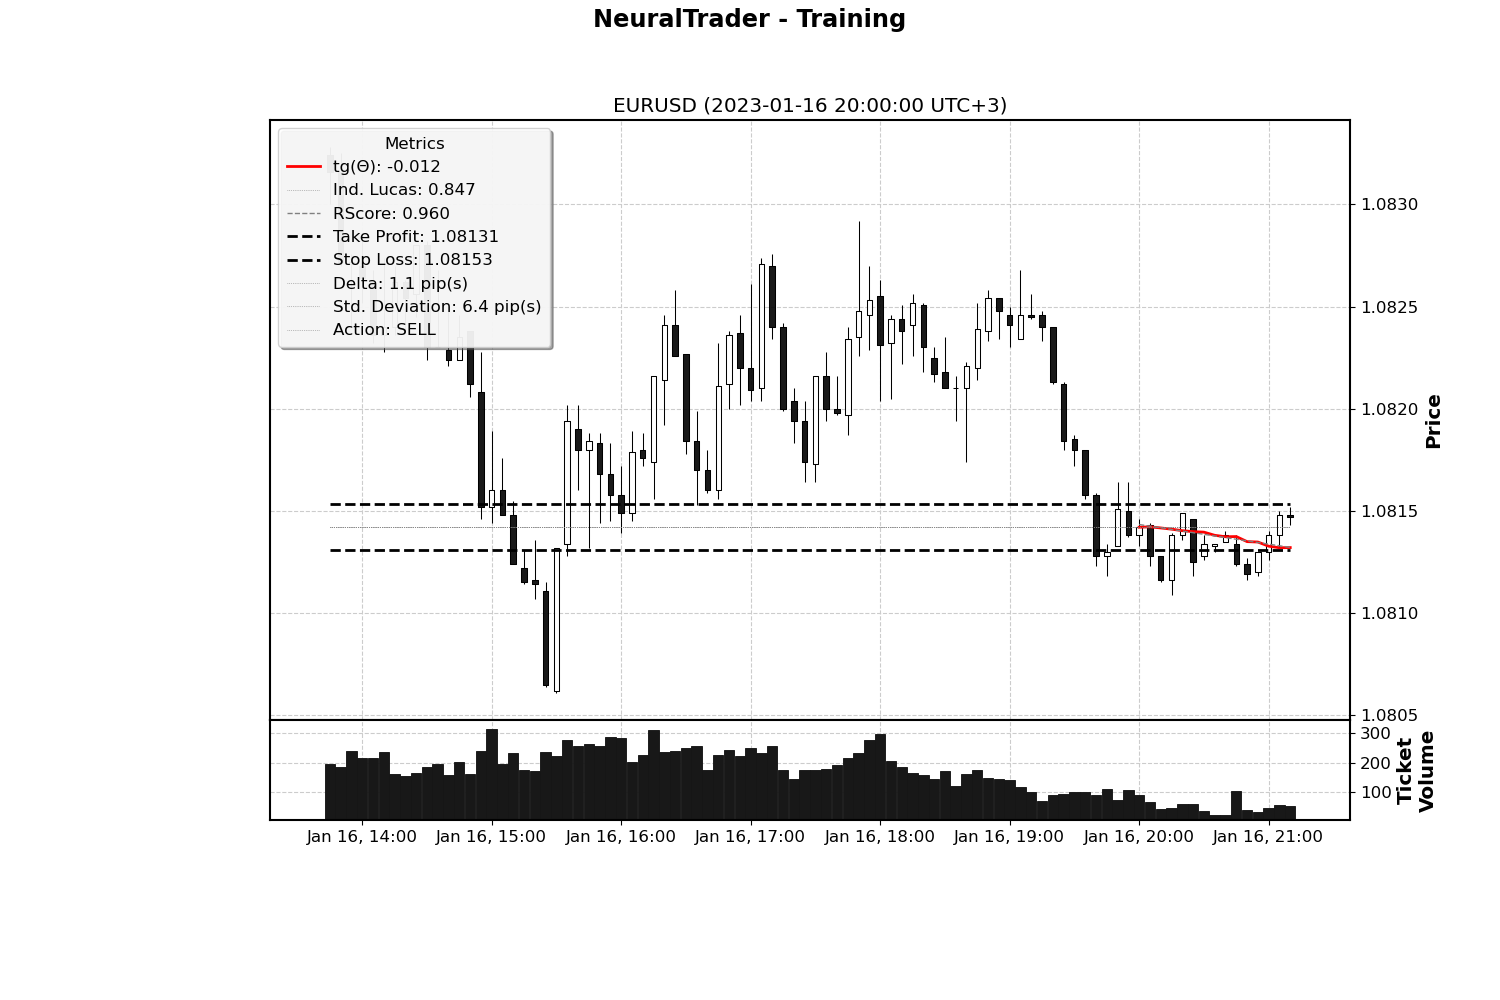 NeuralTrader - Training
EURUSD (2023-01-16 20:00:00 UTC+3)
Metrics
tg(Θ): -0.012
Ind. Lucas: 0.847
RScore: 0.960
Take Profit: 1.08131
Stop Loss: 1.08153
Delta: 1.1 pip(s)
Std. Deviation: 6.4 pip(s)
Action: SELL
1.0830
1.0825
1.0820
1.0815
1.0810
1.0805
Price
300
200
100
Ticket
Volume
Jan 16, 14:00
Jan 16, 15:00
Jan 16, 16:00
Jan 16, 17:00
Jan 16, 18:00
Jan 16, 19:00
Jan 16, 20:00
Jan 16, 21:00